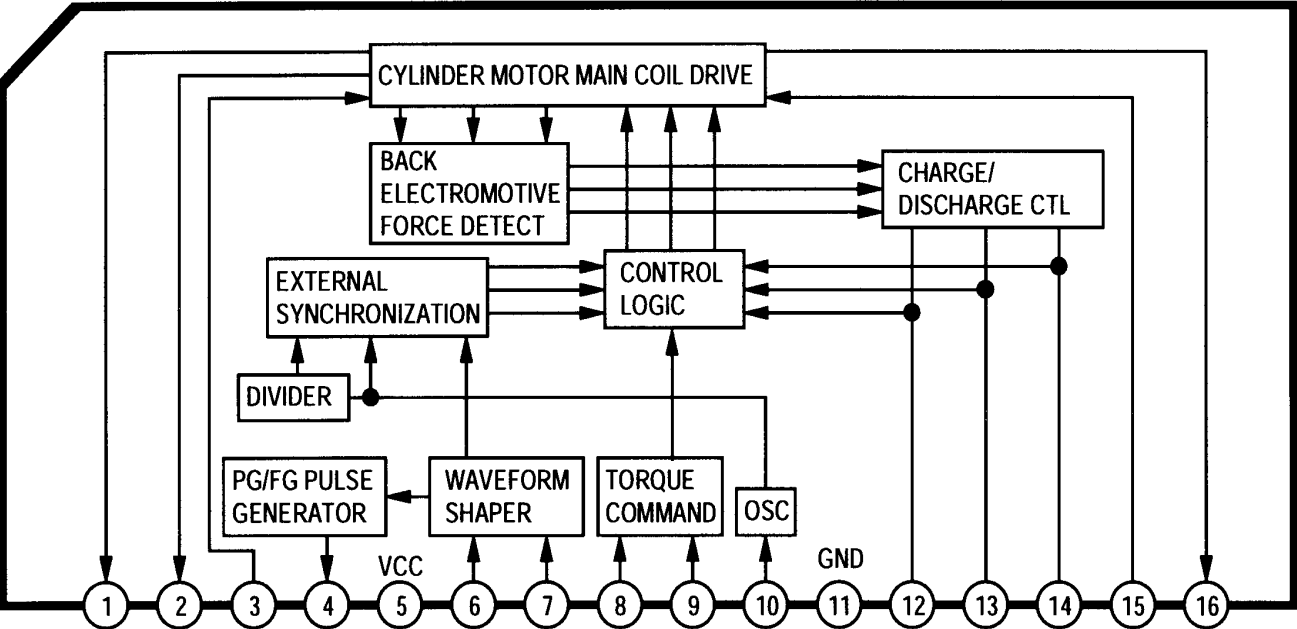 CYLINDER MOTOR MAIN COIL DRIVE
BACK
ELECTROMOTIVE
FORCE DETECT
CHARGE/
DISCHARGE CTL
EXTERNAL
SYNCHRONIZATION
CONTROL
LOGIC
DIVIDER
PG/FG PULSE
GENERATOR
WAVEFORM
SHAPER
TORQUE
COMMAND
OSC
VCC
GND
1 2 3 4 5 6 7 8 9 10 11 12 13 14 15 16